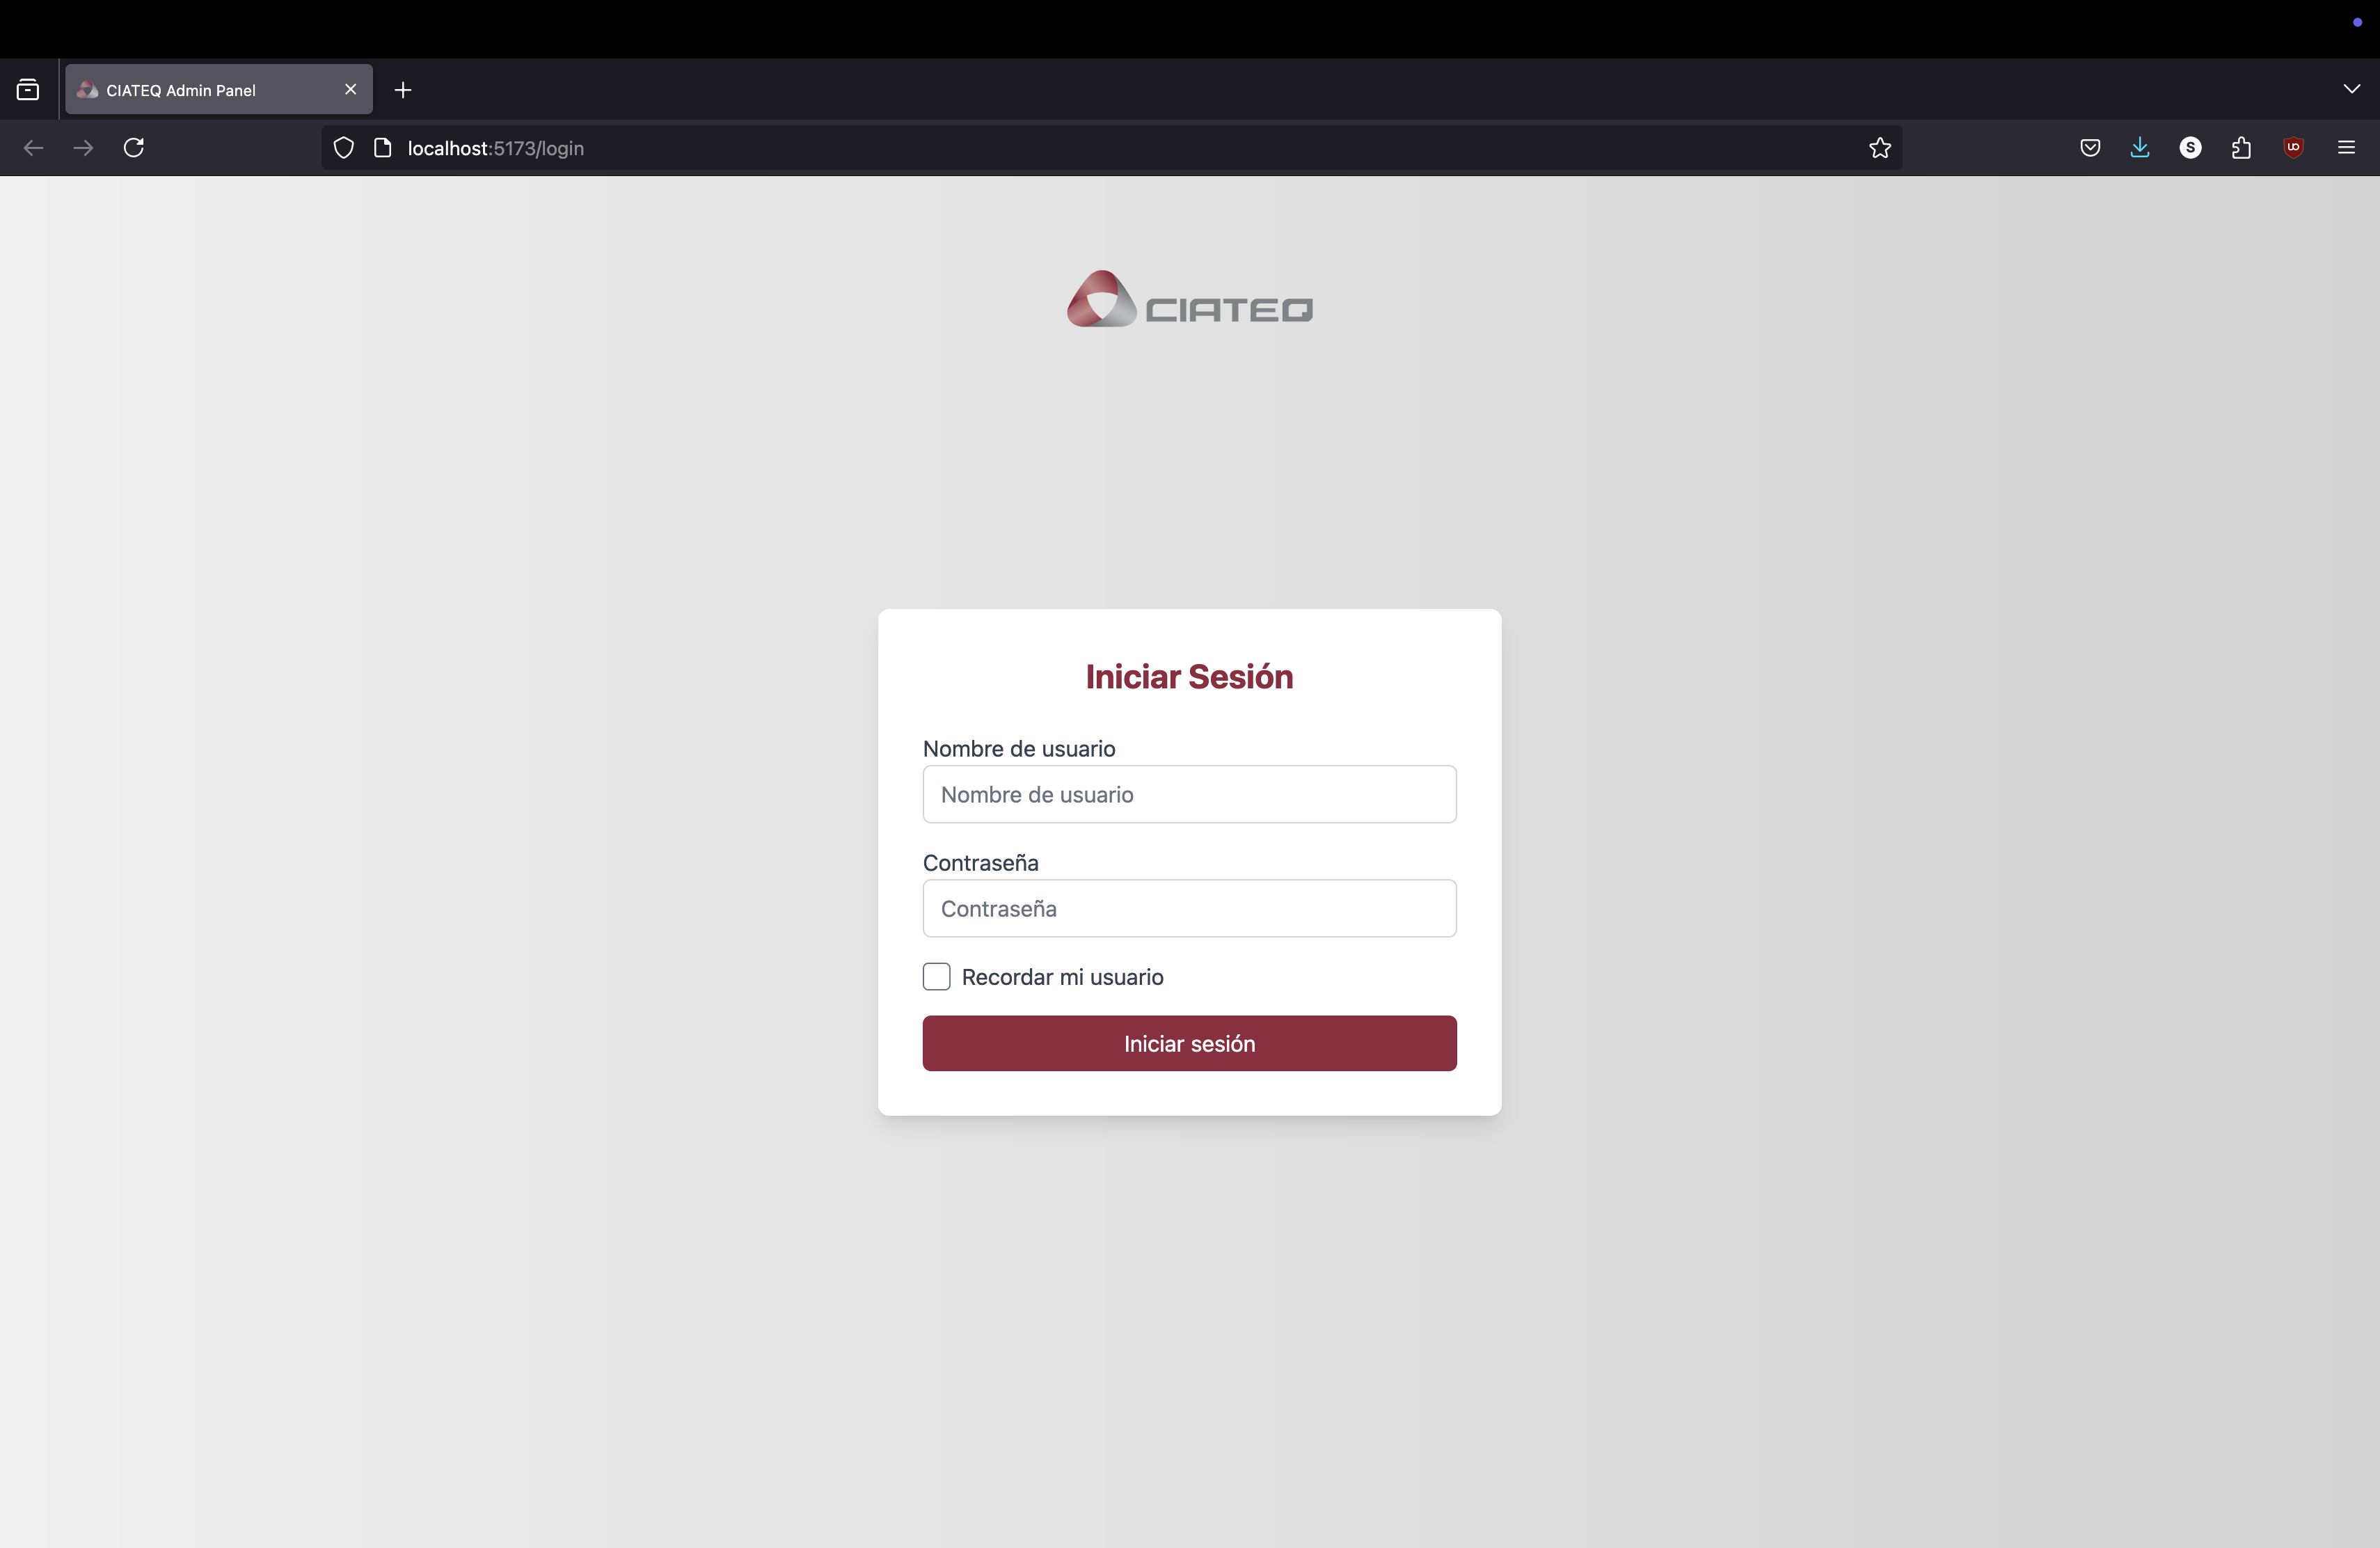 CIATEQ Admin Panel
localhost:5173/login
S
CIATEQ
Iniciar Sesión
Nombre de usuario
Nombre de usuario
Contraseña
Contraseña
Recordar mi usuario
Iniciar sesión